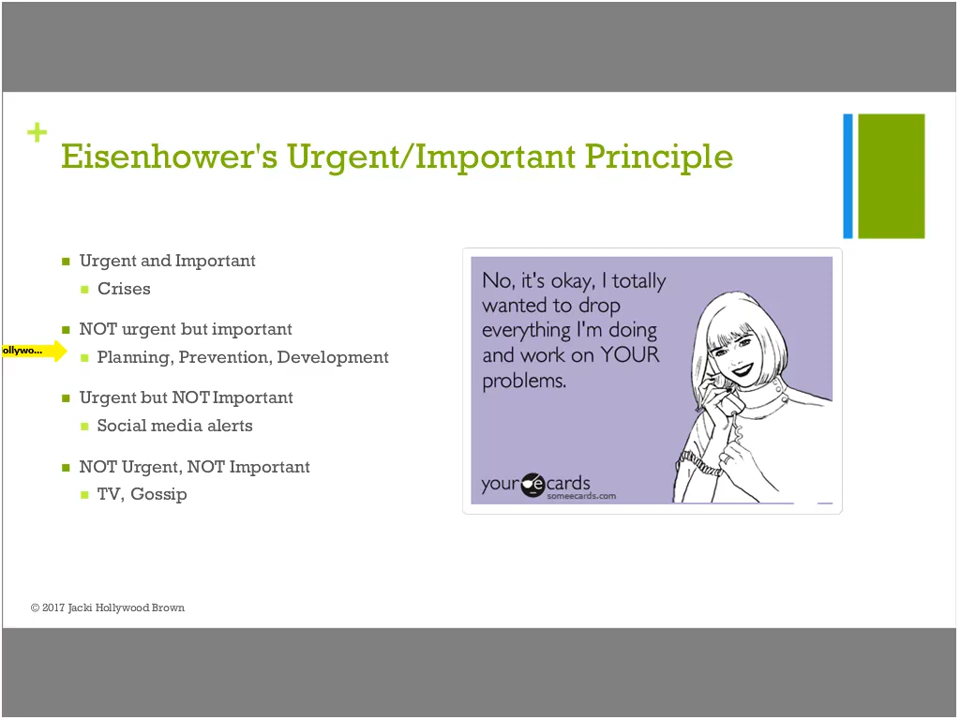 +
Eisenhower's Urgent/Important Principle
Urgent and Important
Crises
NOT urgent but important
ollywo...
Planning, Prevention, Development
Urgent but NOT Important
Social media alerts
NOT Urgent, NOT Important
TV, Gossip
No, it's okay, I totally
wanted to drop
everything I'm doing
and work on YOUR
problems.
your e cards
someecards.com
© 2017 Jacki Hollywood Brown